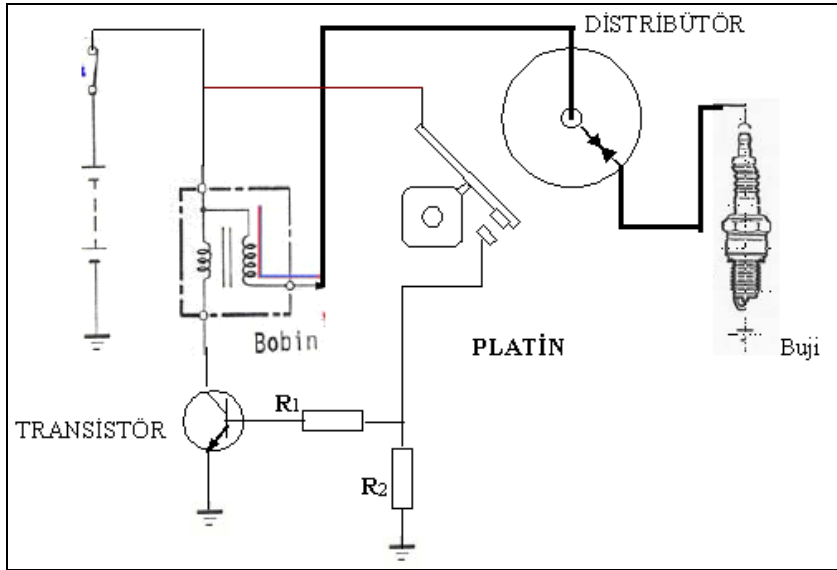 DİSTRİBÜTÖR
Bobin
PLATİN
Buji
R1
TRANSİSTÖR
R2